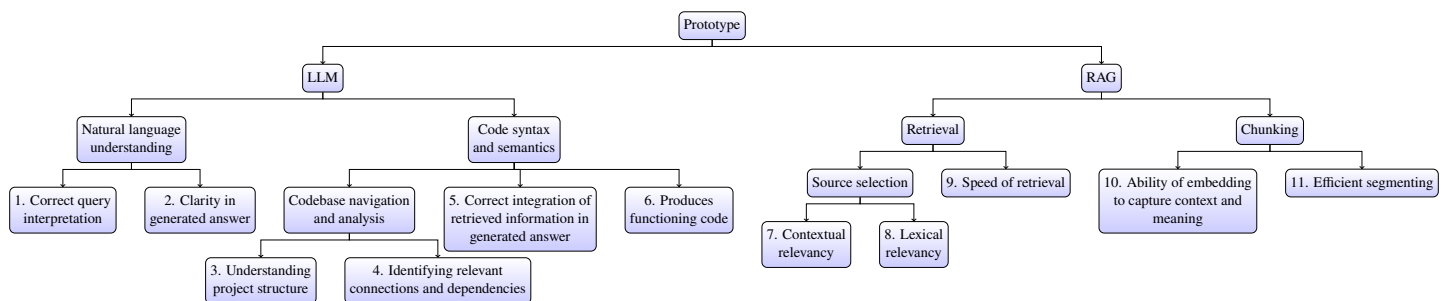 Prototype
LLM
RAG
Natural language
understanding
Code syntax
and semantics
Retrieval
Chunking
1. Correct query
interpretation
2. Clarity in
generated answer
Codebase navigation
and analysis
5. Correct integration of
retrieved information in
generated answer
6. Produces
functioning code
Source selection
9. Speed of retrieval
10. Ability of embedding
to capture context and
meaning
11. Efficient segmenting
3. Understanding
project structure
4. Identifying relevant
connections and dependencies
7. Contextual
relevancy
8. Lexical
relevancy